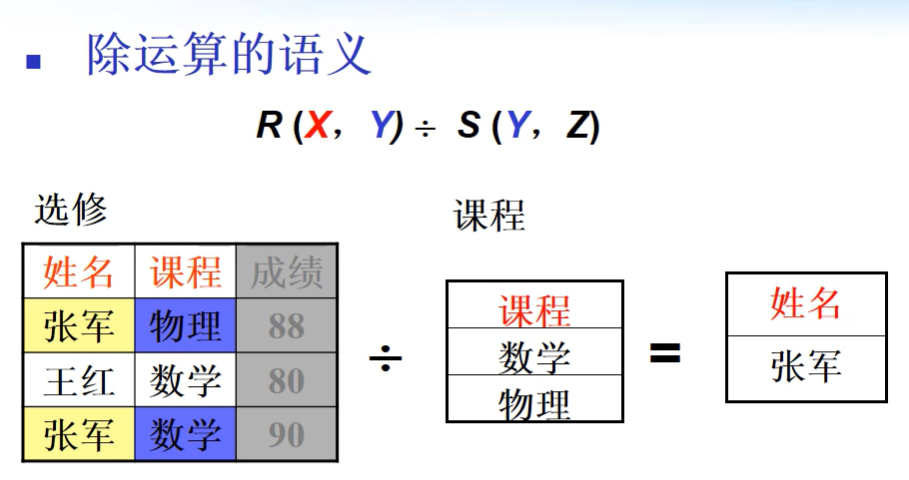 除运算的语义
R (X， Y) ÷ S (Y， Z)
选修
课程
姓名 课程 成绩
张军 物理 88
王红 数学 80
张军 数学 90
÷
课程
数学
物理
=
姓名
张军